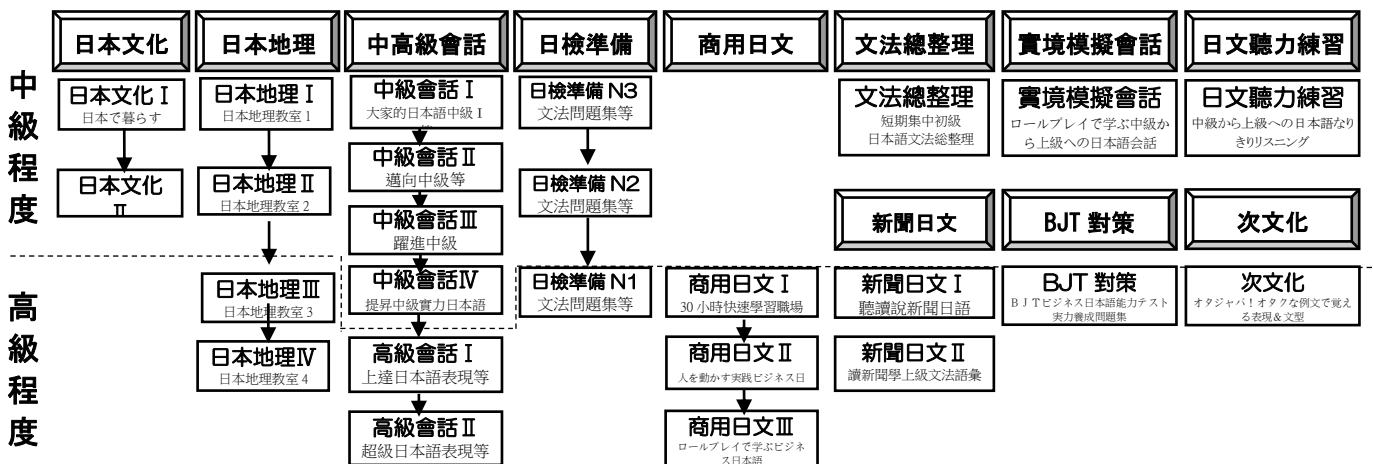 日本文化
日本地理
中高級會話
日檢準備
商用日文
文法總整理
實境模擬會話
日文聽力練習
中級程度
日本文化Ⅰ
日本で暮らす
日本文化
Ⅱ
日本地理Ⅰ
日本地理教室 1
日本地理Ⅱ
日本地理教室 2
中級會話Ⅰ
大家的日本語中級 I
中級會話Ⅱ
邁向中級等
中級會話Ⅲ
躍進中級
中級會話Ⅳ
提昇中級實力日本語
日檢準備 N3
文法問題集等
日檢準備 N2
文法問題集等
文法總整理
短期集中初級
日本語文法総整理
實境模擬會話
ロールプレイで学ぶ中級か
ら上級への日本語会話
日文聽力練習
中級から上級への日本語なり
きりリスニング
新聞日文
BJT 對策
次文化
高級程度
日本地理Ⅲ
日本地理教室 3
日本地理Ⅳ
日本地理教室 4
高級會話Ⅰ
上達日本語表現等
高級會話Ⅱ
超級日本語表現等
日檢準備 N1
文法問題集等
商用日文Ⅰ
30 小時快速學習職場
商用日文Ⅱ
人を動かす実践ビジネス日
商用日文Ⅲ
ロールプレイで学ぶビジネ
ス日本語
新聞日文Ⅰ
聽讀說新聞日語
新聞日文Ⅱ
讀新聞學上級文法語彙
BJT 對策
ＢＪＴビジネス日本語能力テスト
実力養成問題集
次文化
オタジャパ！オタクな例文で覚え
る表現＆文型